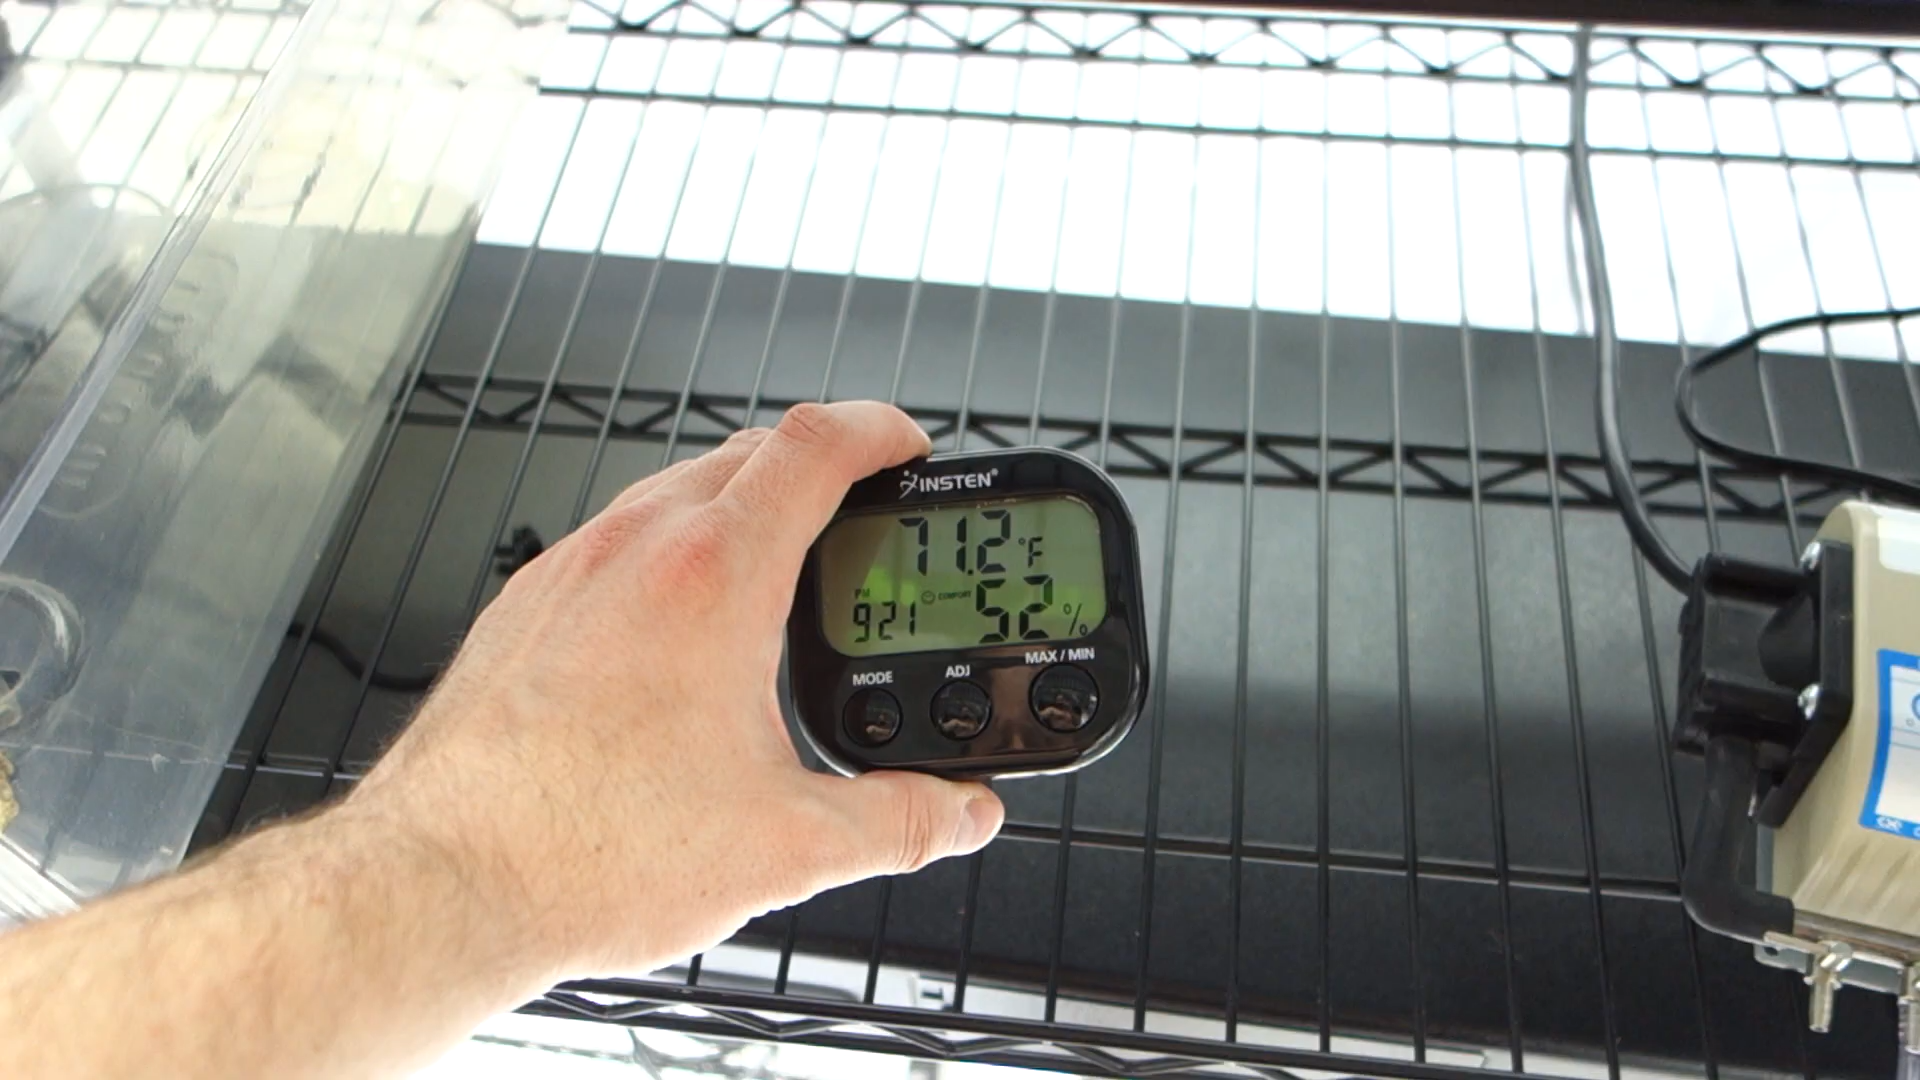 INSTEN®
71.2 °F
PM
9 21
COMFORT
52 %
MODE
ADJ
MAX / MIN